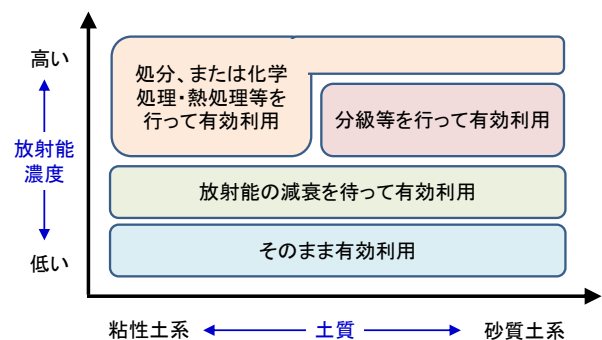 高い
放射能
濃度
低い
処分、または化学
処理・熱処理等を
行って有効利用
分級等を行って有効利用
放射能の減衰を待って有効利用
そのまま有効利用
粘性土系
土質
砂質土系